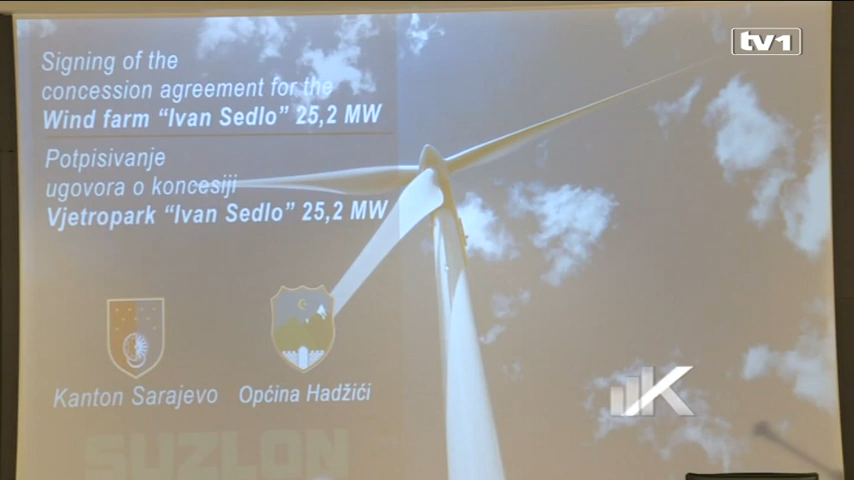 tv1
Signing of the
concession agreement for the
Wind farm “Ivan Sedlo” 25,2 MW
Potpisivanje
ugovora o koncesiji
Vjetropark “Ivan Sedlo” 25,2 MW
Kanton Sarajevo
Općina Hadžići
K
SUZLON